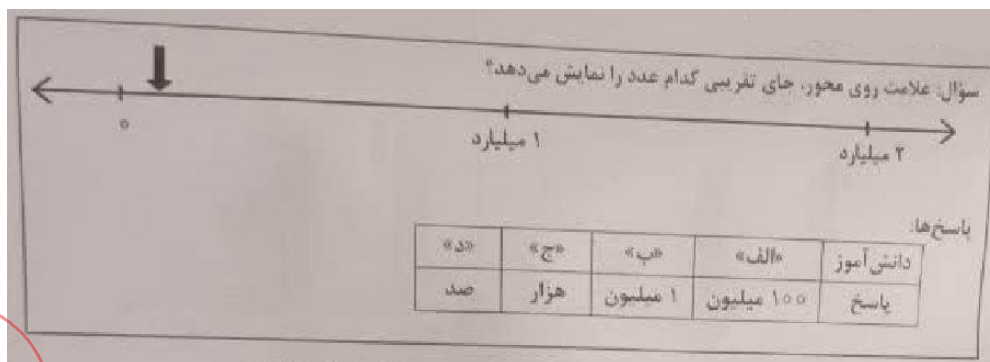 سؤال: علامت روی محور، جای تقریبی کدام عدد را نمایش می‌دهد؟
۰
۱ میلیارد
۲ میلیارد
پاسخ‌ها:
دانش‌آموز «الف» «ب» «ج» «د»
پاسخ ۱۰۰ میلیون ۱ میلیون هزار صد